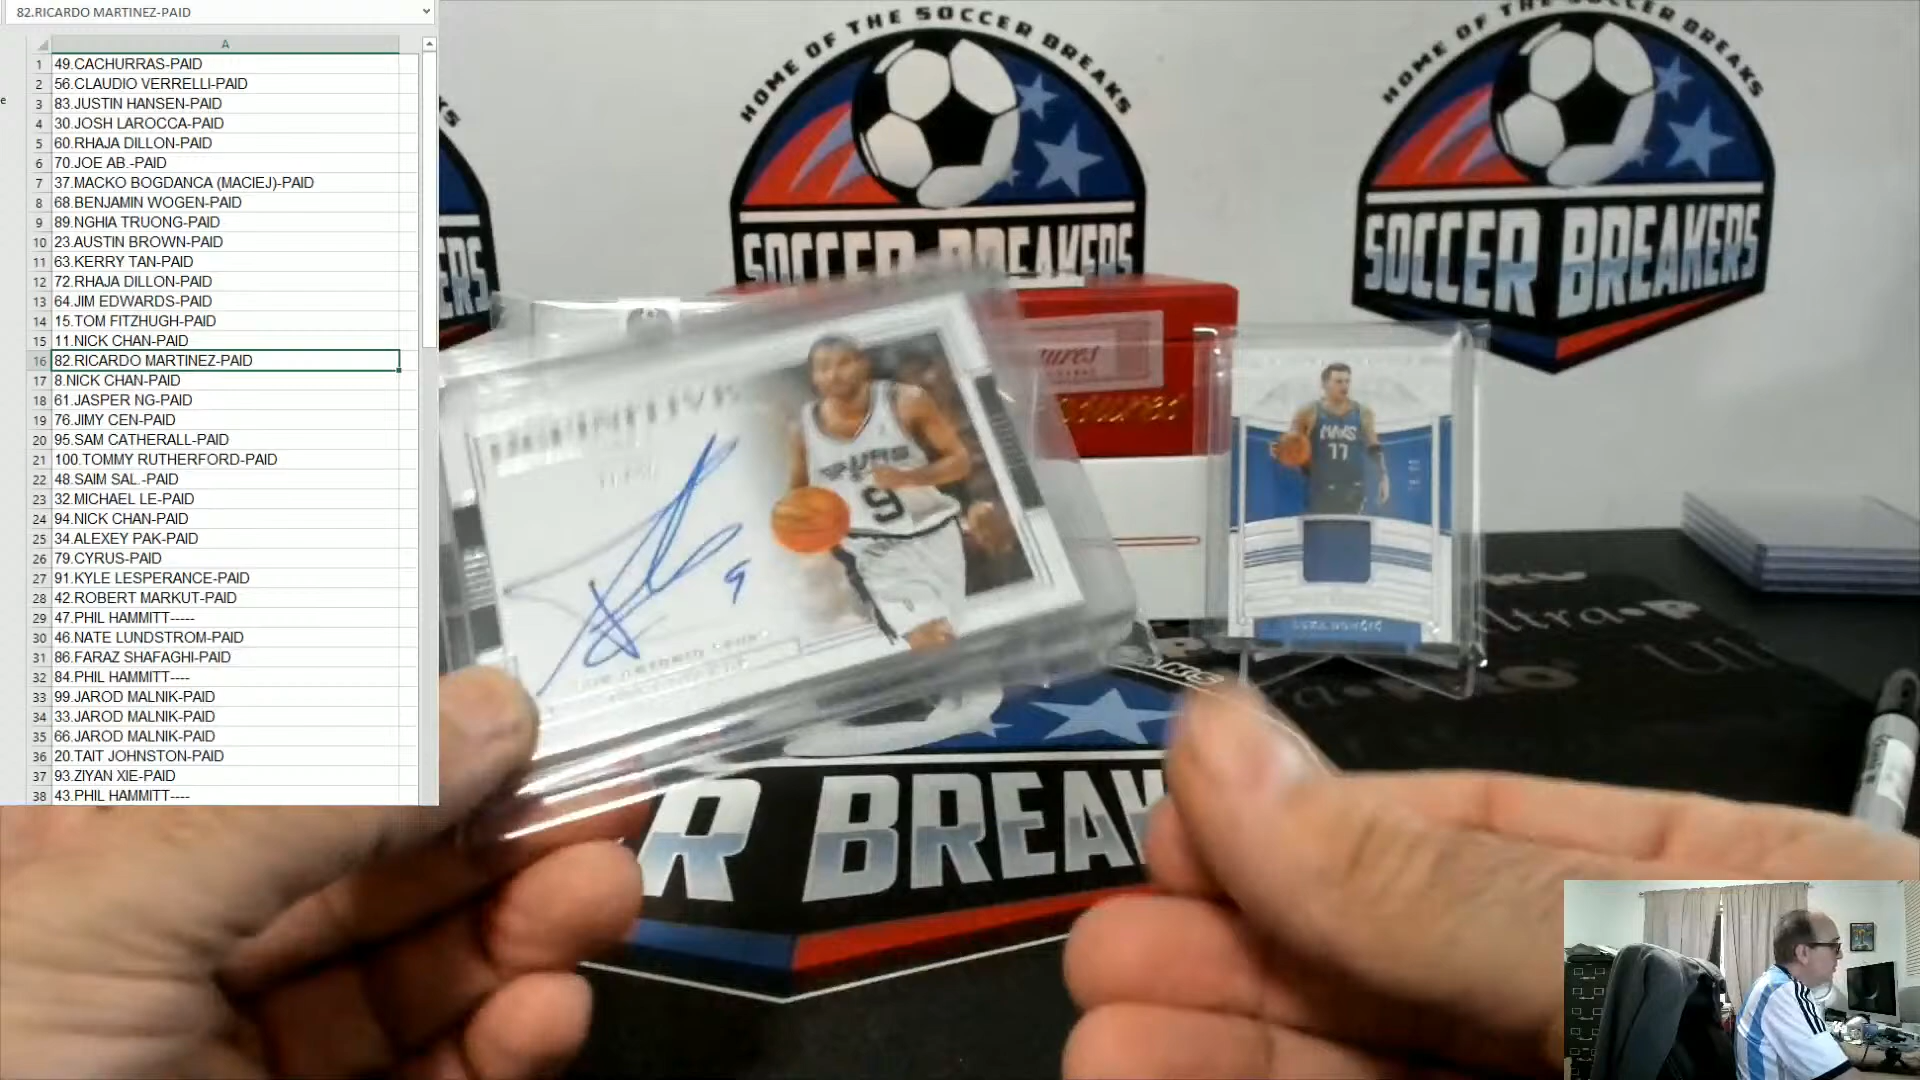 82.RICARDO MARTINEZ-PAID
A
1 49.CACHURRAS-PAID
2 56.CLAUDIO VERRELLI-PAID
3 83.JUSTIN HANSEN-PAID
4 30.JOSH LAROCCA-PAID
5 60.RHAJA DILLON-PAID
6 70.JOE AB.-PAID
7 37.MACKO BOGDANCA (MACIEJ)-PAID
8 68.BENJAMIN WOGEN-PAID
9 89.NGHIA TRUONG-PAID
10 23.AUSTIN BROWN-PAID
11 63.KERRY TAN-PAID
12 72.RHAJA DILLON-PAID
13 64.JIM EDWARDS-PAID
14 15.TOM FITZHUGH-PAID
15 11.NICK CHAN-PAID
16 82.RICARDO MARTINEZ-PAID
17 8.NICK CHAN-PAID
18 61.JASPER NG-PAID
19 76.JIMY CEN-PAID
20 95.SAM CATHERALL-PAID
21 100.TOMMY RUTHERFORD-PAID
22 48.SAIM SAL.-PAID
23 32.MICHAEL LE-PAID
24 94.NICK CHAN-PAID
25 34.ALEXEY PAK-PAID
26 79.CYRUS-PAID
27 91.KYLE LESPERANCE-PAID
28 42.ROBERT MARKUT-PAID
29 47.PHIL HAMMITT-----
30 46.NATE LUNDSTROM-PAID
31 86.FARAZ SHAFAGHI-PAID
32 84.PHIL HAMMITT----
33 99.JAROD MALNIK-PAID
34 33.JAROD MALNIK-PAID
35 66.JAROD MALNIK-PAID
36 20.TAIT JOHNSTON-PAID
37 93.ZIYAN XIE-PAID
38 43.PHIL HAMMITT----
e
HOME OF THE SOCCER BREAKS
SOCCER BREAKERS
HOME OF THE SOCCER BREAKS
SOCCER BREAKERS
ERS
SPURS
9
9
MAVS
77
R BREAK